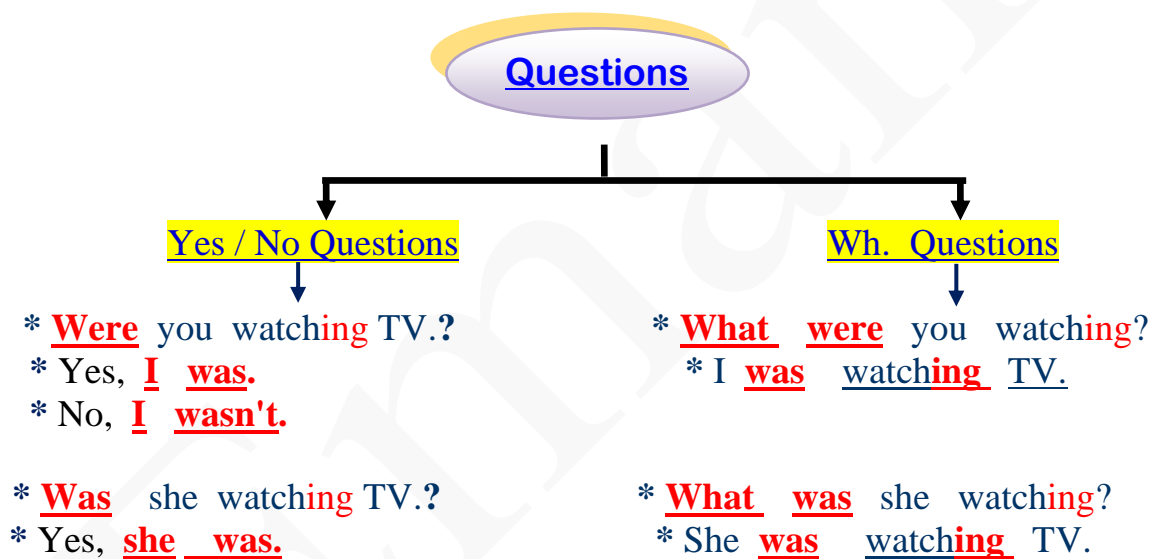 Questions
Yes / No Questions
* Were you watching TV.?
* Yes, I was.
* No, I wasn't.
* Was she watching TV.?
* Yes, she was.
Wh. Questions
* What were you watching?
* I was watching TV.
* What was she watching?
* She was watching TV.